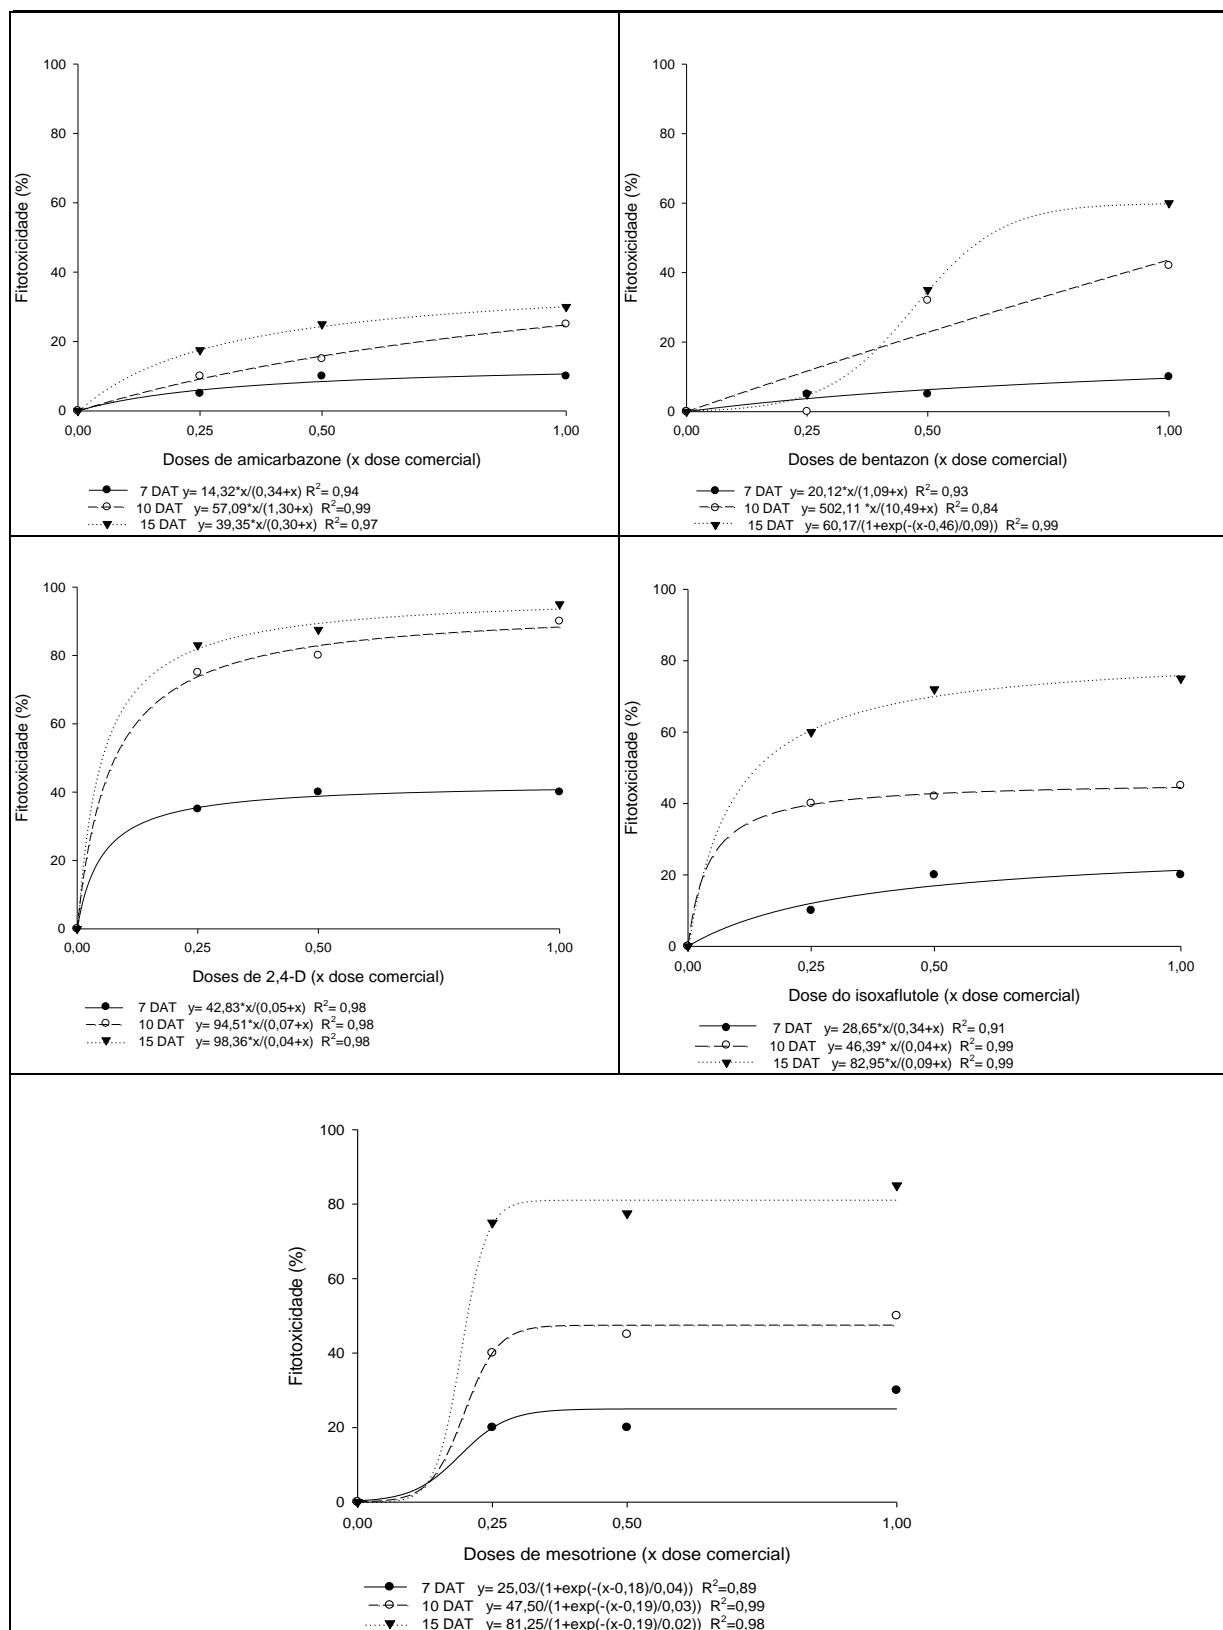 100
80
60
40
20
0
Fitotoxicidade (%)
0,00 0,25 0,50 1,00
Doses de amicarbazone (x dose comercial)
7 DAT y= 14,32*x/(0,34+x) R²= 0,94
10 DAT y= 57,09*x/(1,30+x) R²=0,99
15 DAT y= 39,35*x/(0,30+x) R²= 0,97
100
80
60
40
20
0
Fitotoxicidade (%)
0,00 0,25 0,50 1,00
Doses de bentazon (x dose comercial)
7 DAT y= 20,12*x/(1,09+x) R²= 0,93
10 DAT y= 502,11 *x/(10,49+x) R²= 0,84
15 DAT y= 60,17/(1+exp(-(x-0,46)/0,09)) R²= 0,99
100
80
60
40
20
0
Fitotoxicidade (%)
0,00 0,25 0,50 1,00
Doses de 2,4-D (x dose comercial)
7 DAT y= 42,83*x/(0,05+x) R²= 0,98
10 DAT y= 94,51*x/(0,07+x) R²= 0,98
15 DAT y= 98,36*x/(0,04+x) R²=0,98
100
80
60
40
20
0
Fitotoxicidade (%)
0,00 0,25 0,50 1,00
Dose do isoxaflutole (x dose comercial)
7 DAT y= 28,65*x/(0,34+x) R²= 0,91
10 DAT y= 46,39* x/(0,04+x) R²= 0,99
15 DAT y= 82,95*x/(0,09+x) R²= 0,99
100
80
60
40
20
0
Fitotoxicidade (%)
0,00 0,25 0,50 1,00
Doses de mesotrione (x dose comercial)
7 DAT y= 25,03/(1+exp(-(x-0,18)/0,04)) R²=0,89
10 DAT y= 47,50/(1+exp(-(x-0,19)/0,03)) R²=0,99
15 DAT y= 81,25/(1+exp(-(x-0,19)/0,02)) R²=0,98